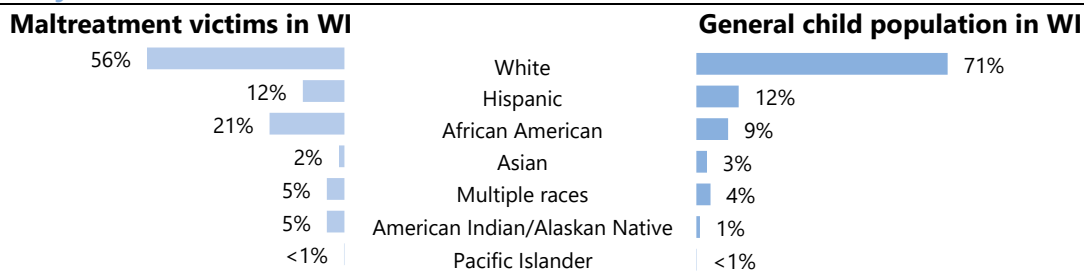 Maltreatment victims in WI General child population in WI
56% White 71%
12% Hispanic 12%
21% African American 9%
2% Asian 3%
5% Multiple races 4%
5% American Indian/Alaskan Native 1%
<1% Pacific Islander <1%